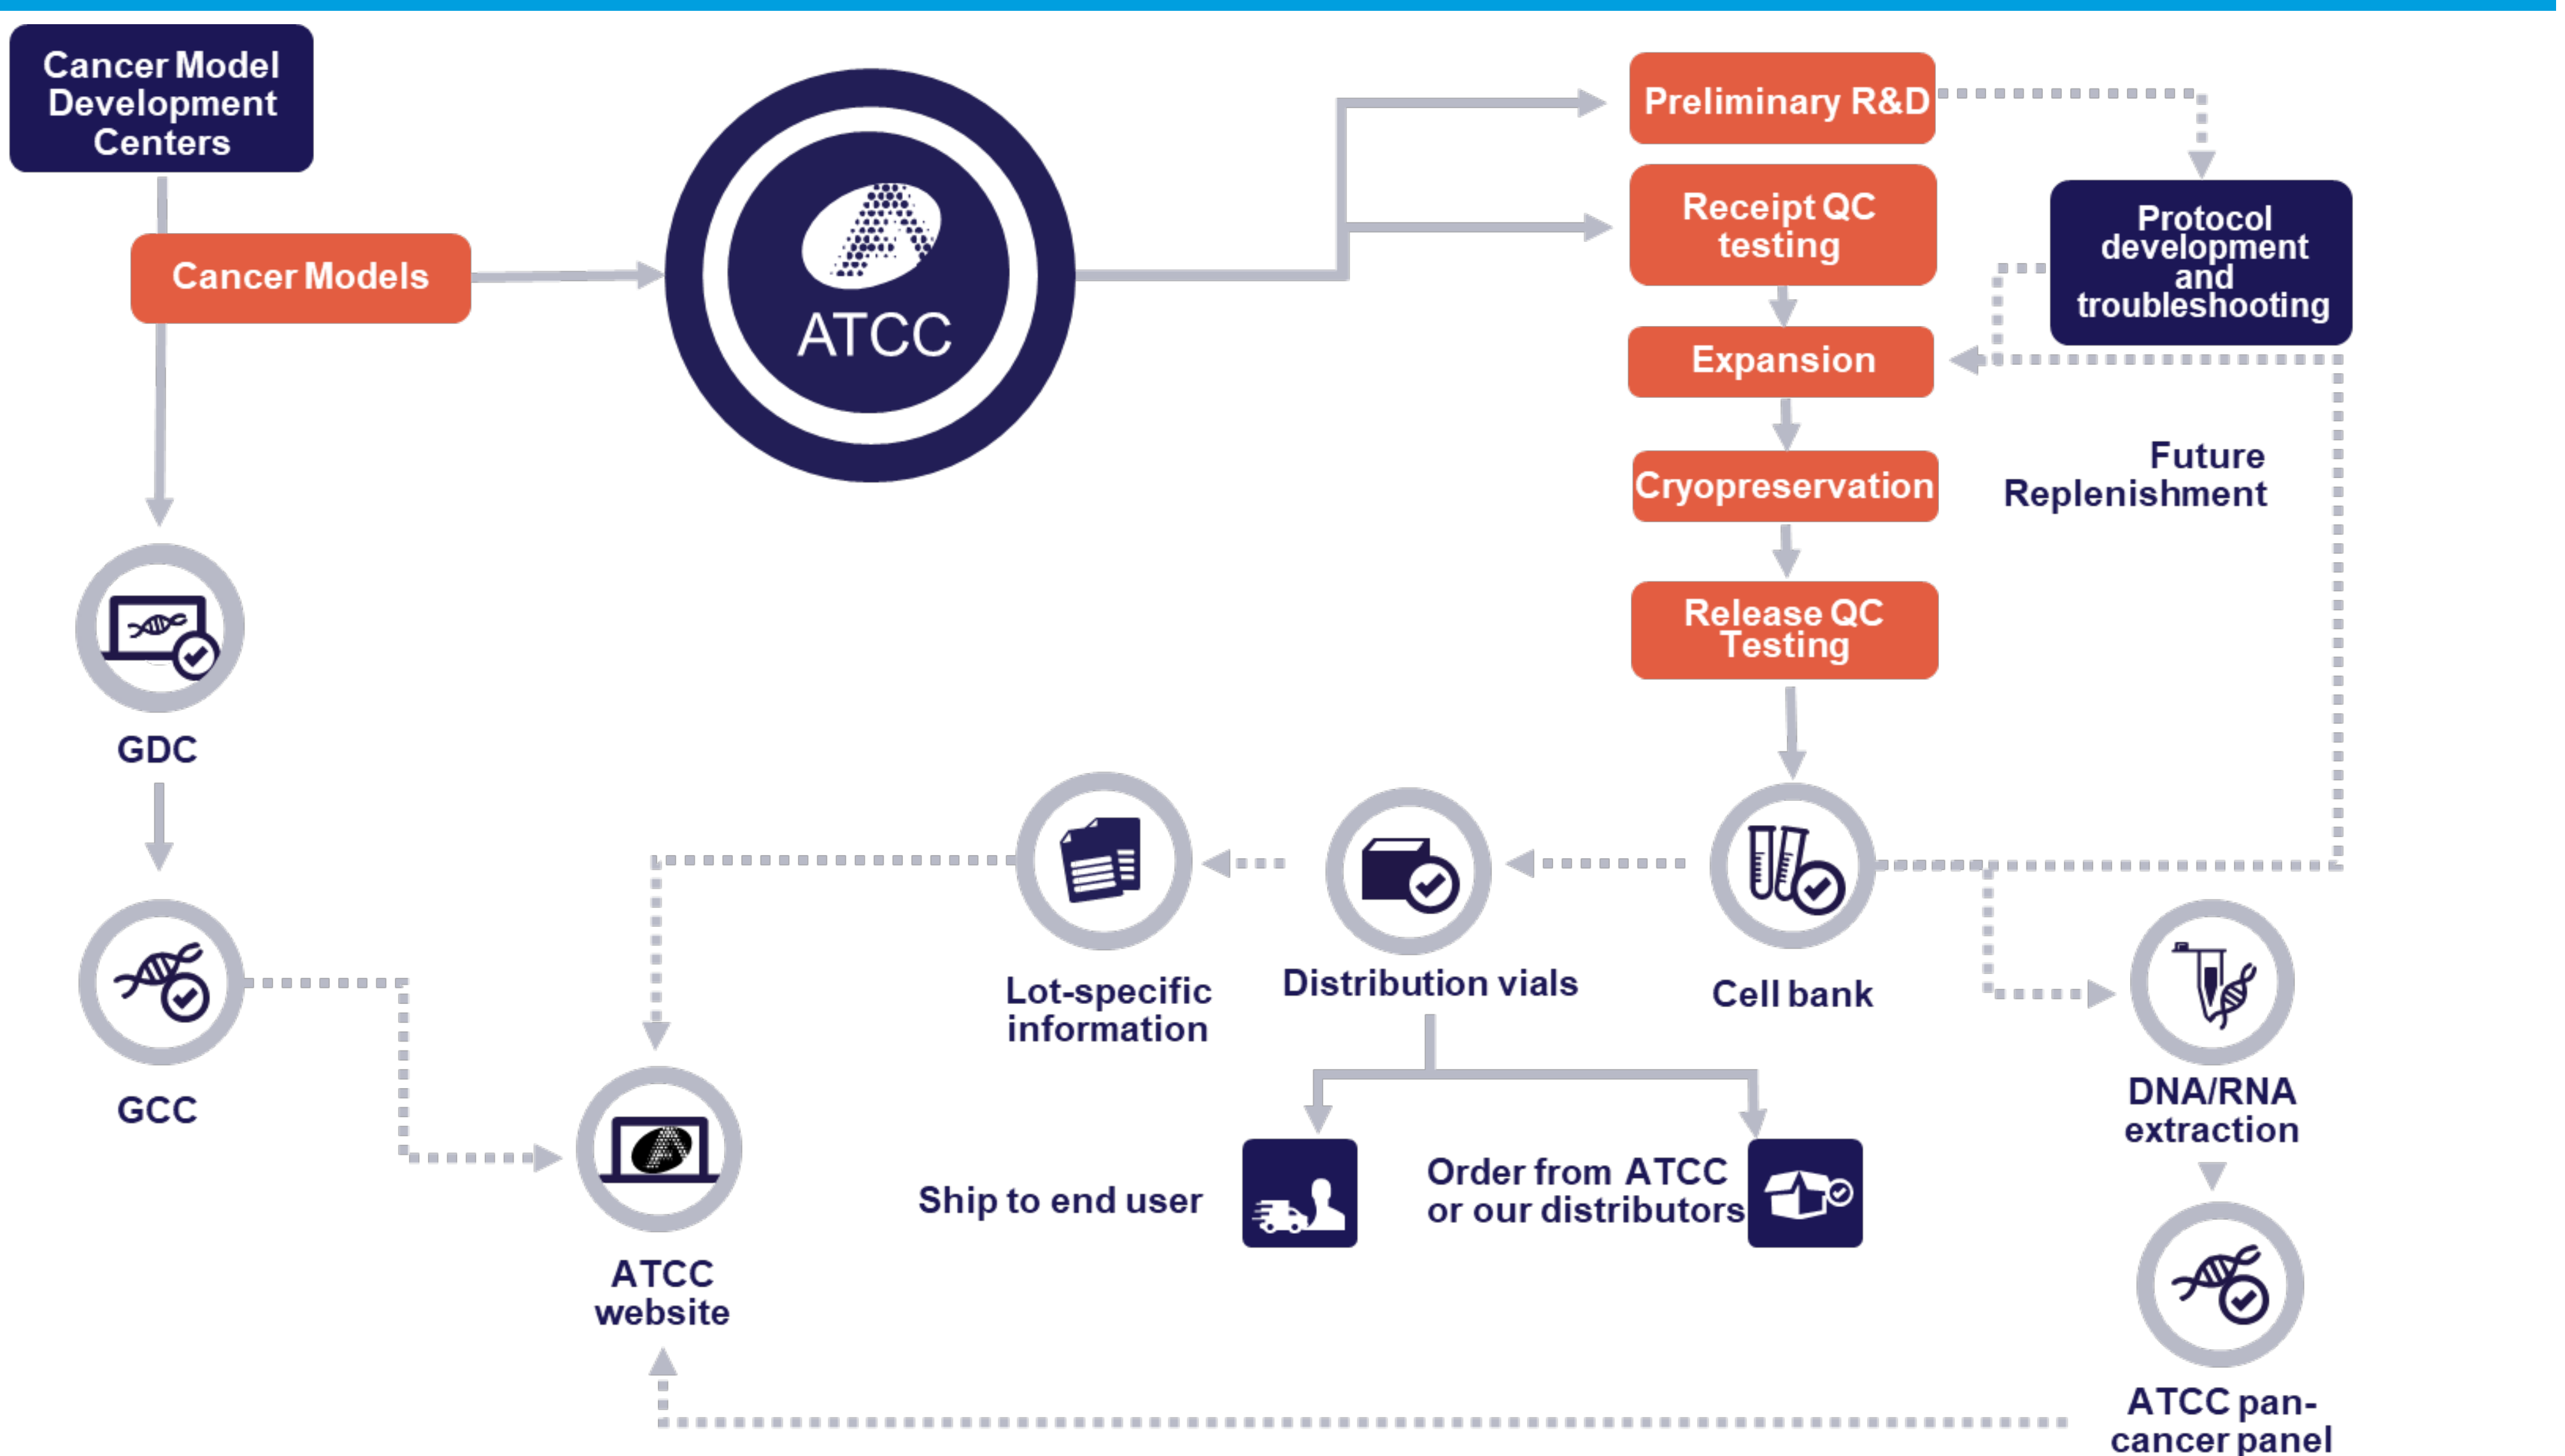 Cancer Model
Development
Centers
Cancer Models
ATCC
Preliminary R&D
Receipt QC
testing
Protocol
development
and
troubleshooting
Expansion
Cryopreservation
Future
Replenishment
Release QC
Testing
GDC
GCC
Lot-specific
information
Distribution vials
Cell bank
DNA/RNA
extraction
Ship to end user
Order from ATCC
or our distributors
ATCC
website
ATCC pan-
cancer panel